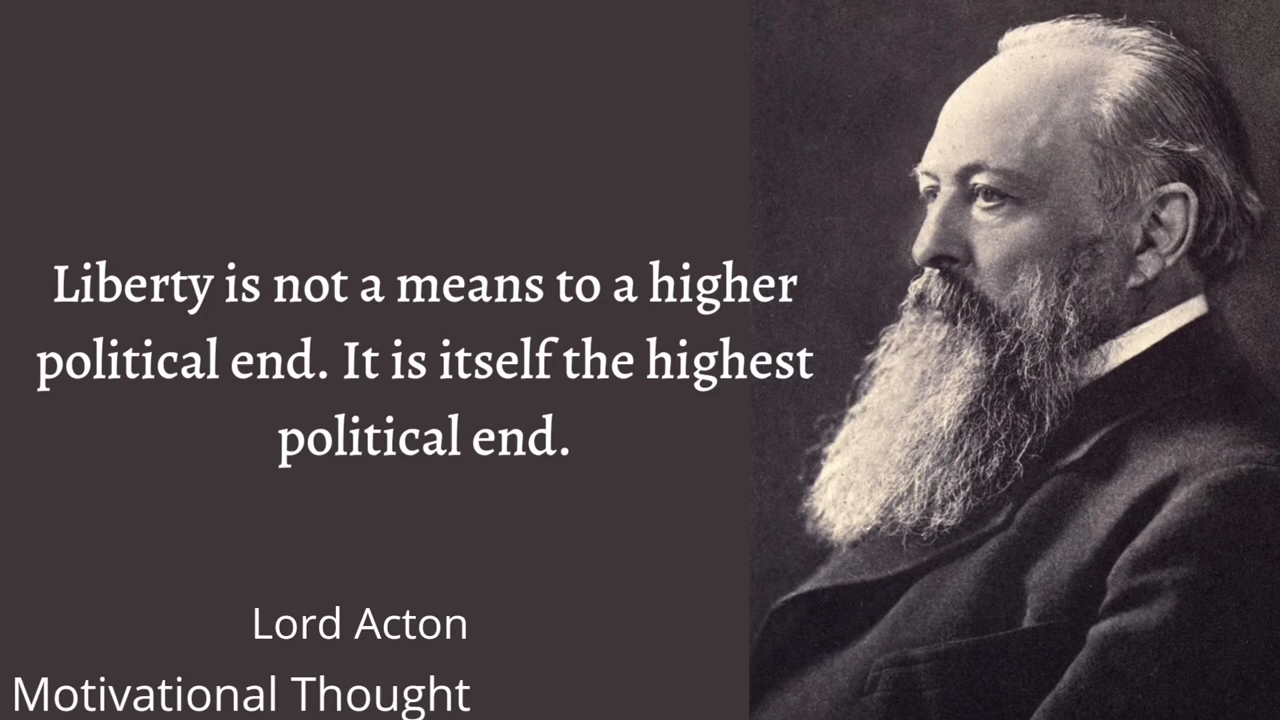 Liberty is not a means to a higher
political end. It is itself the highest
political end.
Lord Acton
Motivational Thought